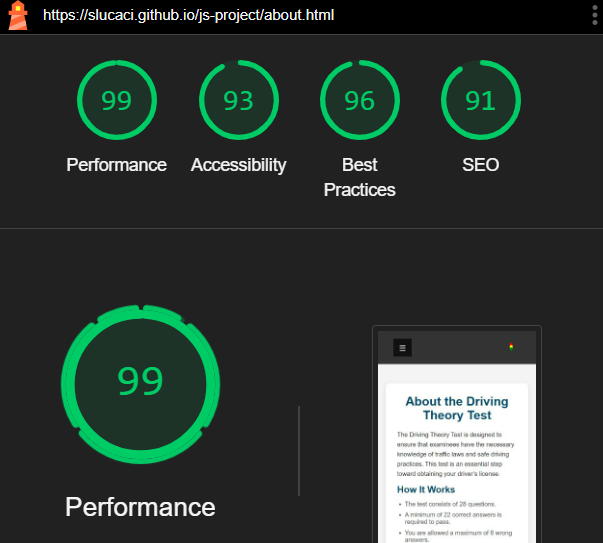 https://slucaci.github.io/js-project/about.html
99
93
96
91
Performance
Accessibility
Best
Practices
SEO
99
Performance
About the Driving
Theory Test
The Driving Theory Test is designed to
ensure that examinees have the necessary
knowledge of traffic laws and safe driving
practices. This test is an essential step
toward obtaining your driver's license.
How It Works
• The test consists of 28 questions.
• A minimum of 22 correct answers is
required to pass.
• You are allowed a maximum of 6 wrong
answers.